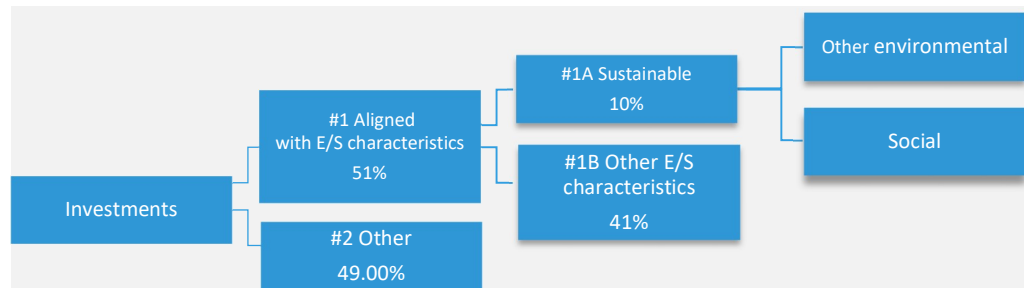 Investments
#1 Aligned
with E/S characteristics
51%
#2 Other
49.00%
#1A Sustainable
10%
#1B Other E/S
characteristics
41%
Other environmental
Social